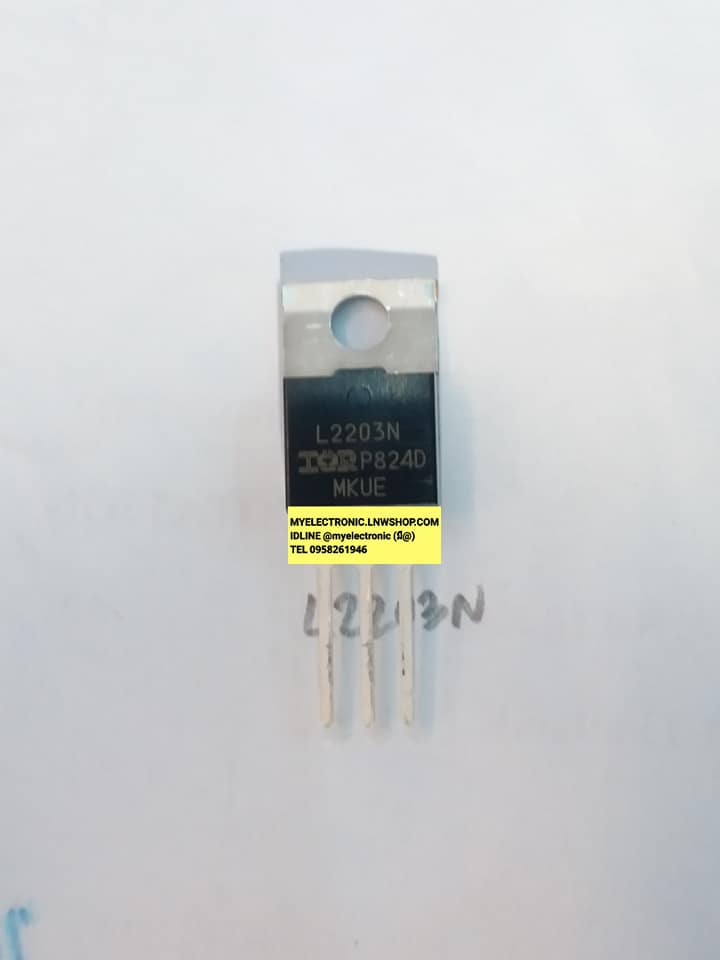 L2203N
IOR P824D
MKUE
MYELECTRONIC.LNWSHOP.COM
IDLINE @myelectronic (มี@)
TEL 0958261946
L2203N